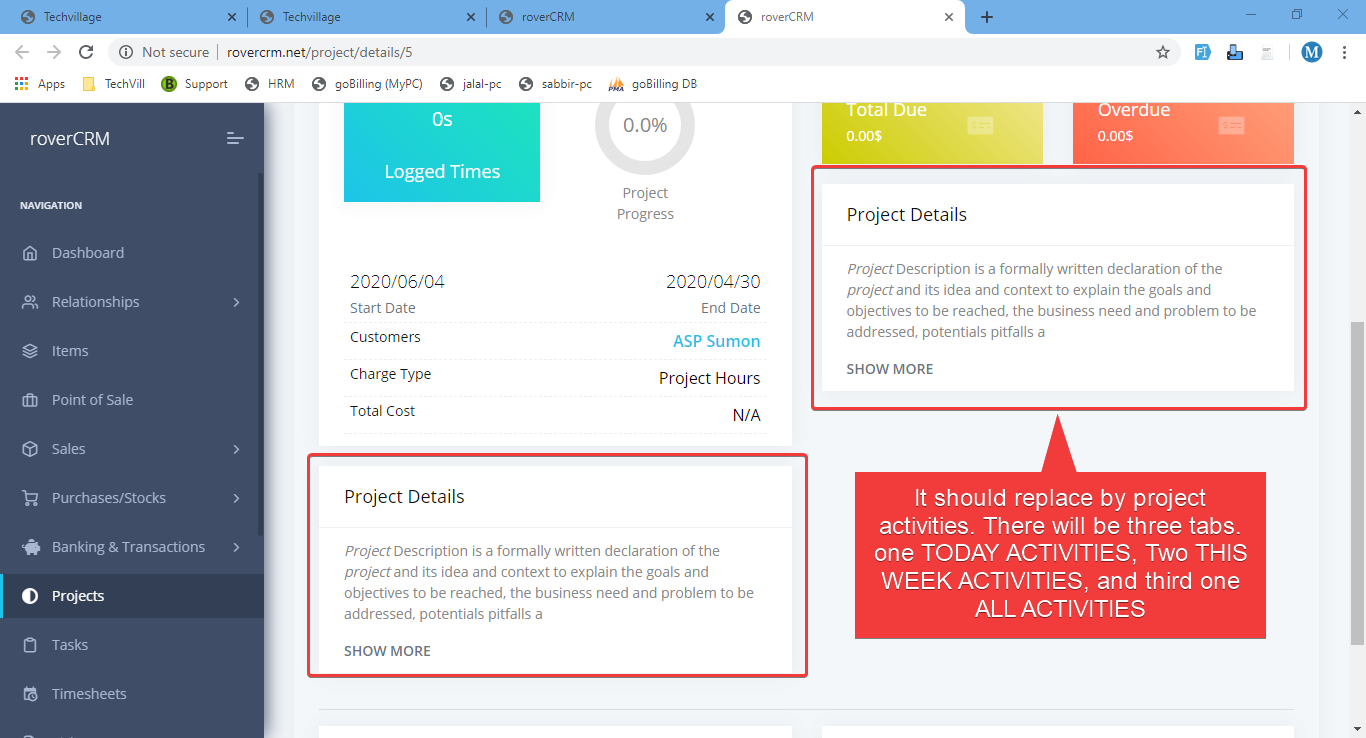 Techvillage
Techvillage
roverCRM
roverCRM
Not secure
rovercrm.net/project/details/5
M
Apps
TechVill
B
Support
HRM
goBilling (MyPC)
jalal-pc
sabbir-pc
PMA
goBilling DB
roverCRM
NAVIGATION
Dashboard
Relationships
Items
Point of Sale
Sales
Purchases/Stocks
Banking & Transactions
Projects
Tasks
Timesheets
0s
Logged Times
0.0%
Project
Progress
2020/06/04
2020/04/30
Start Date
End Date
Customers
ASP Sumon
Charge Type
Project Hours
Total Cost
N/A
Project Details
Project Description is a formally written declaration of the
project and its idea and context to explain the goals and
objectives to be reached, the business need and problem to be
addressed, potentials pitfalls a
SHOW MORE
Total Due
0.00$
Overdue
0.00$
Project Details
Project Description is a formally written declaration of the
project and its idea and context to explain the goals and
objectives to be reached, the business need and problem to be
addressed, potentials pitfalls a
SHOW MORE
It should replace by project
activities. There will be three tabs.
one TODAY ACTIVITIES, Two THIS
WEEK ACTIVITIES, and third one
ALL ACTIVITIES